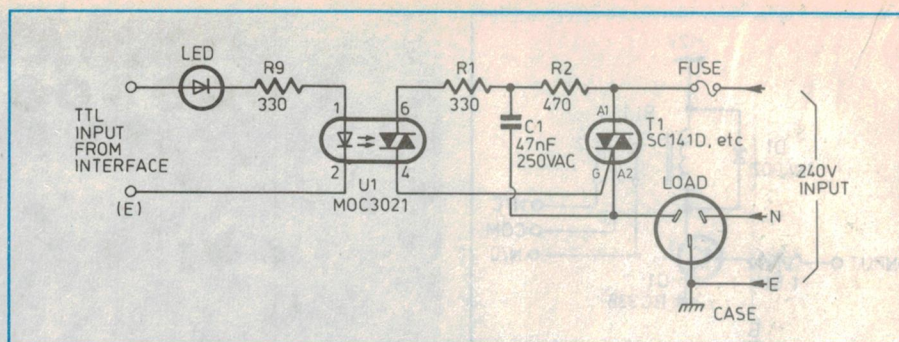 LED
R9
330
TTL
INPUT
FROM
INTERFACE
(E)
1
2
6
4
U1
MOC3021
R1
330
R2
470
C1
47nF
250VAC
A1
G
A2
T1
SC141D, etc
FUSE
LOAD
240V
INPUT
N
E
CASE